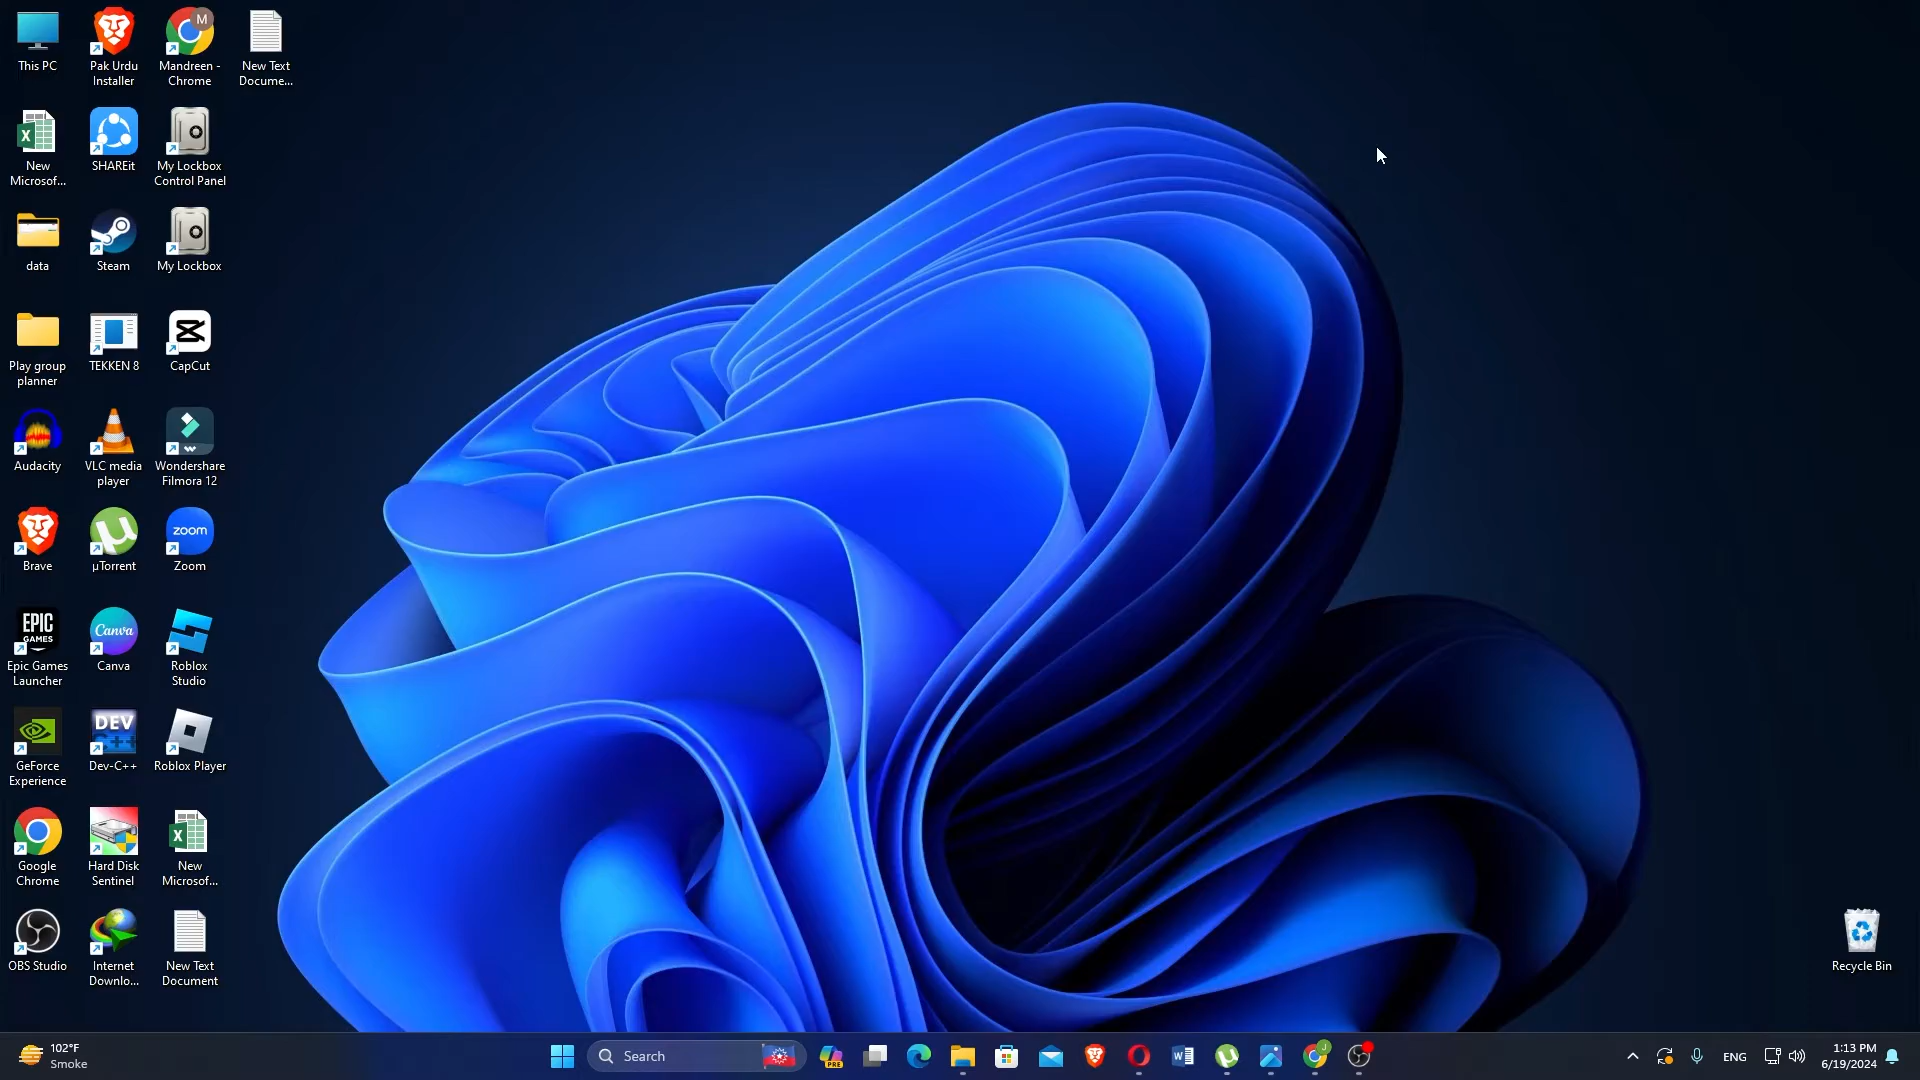 This PC
Pak Urdu
Installer
M
Mandreen -
Chrome
New Text
Docume...
New
Microsof...
SHAREit
My Lockbox
Control Panel
data
Steam
My Lockbox
Play group
planner
TEKKEN 8
CapCut
Audacity
VLC media
player
Wondershare
Filmora 12
Brave
µTorrent
zoom
Zoom
EPIC
GAMES
Epic Games
Launcher
Canva
Canva
Roblox
Studio
GeForce
Experience
DEV
C++
Dev-C++
Roblox Player
Google
Chrome
Hard Disk
Sentinel
New
Microsof...
OBS Studio
Internet
Downlo...
New Text
Document
Recycle Bin
102°F
Smoke
Search
PRE
J
ENG
1:13 PM
6/19/2024